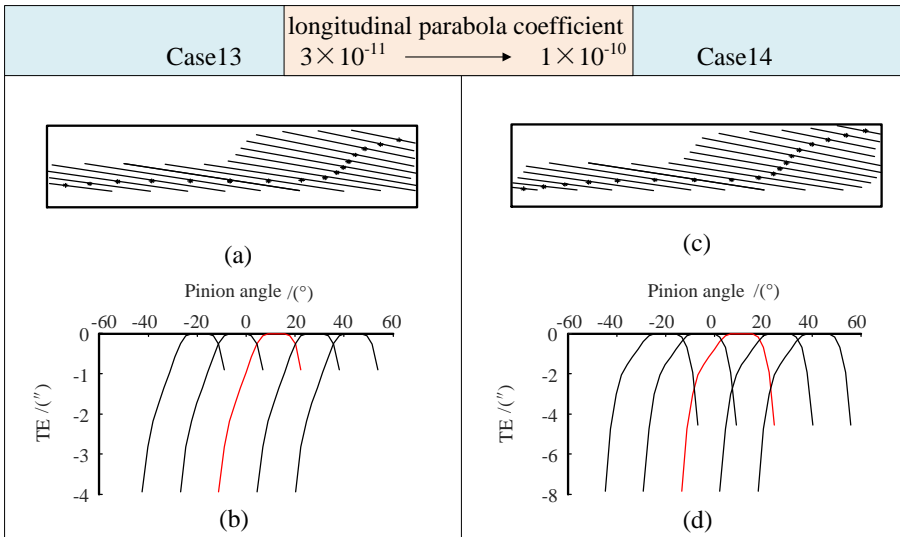 longitudinal parabola coefficient
Case13 3×10⁻¹¹ 1×10⁻¹⁰ Case14
(a)
(c)
Pinion angle /(°)
-60 -40 -20 0 20 40 60
0
-1
-2
-3
-4
TE /(″)
(b)
Pinion angle /(°)
-60 -40 -20 0 20 40 60
0
-2
-4
-6
-8
TE /(″)
(d)